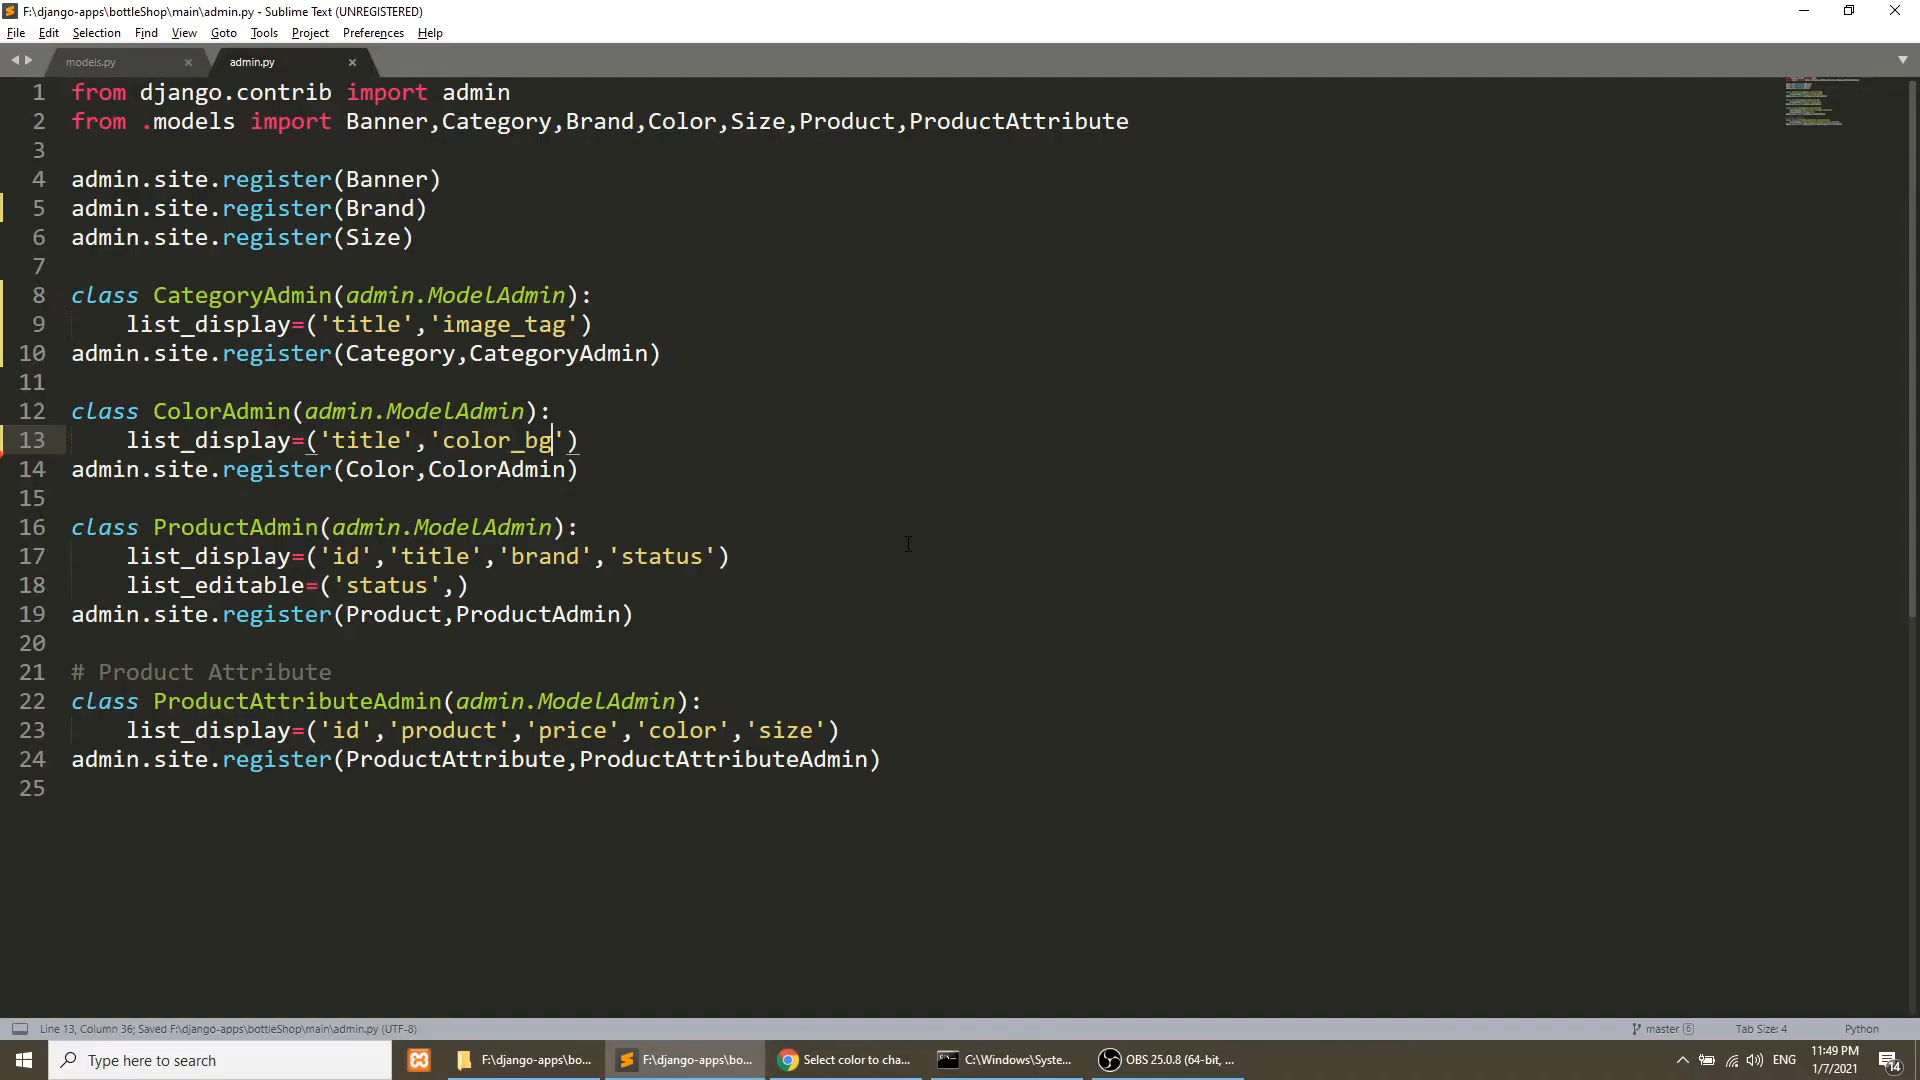 F:\django-apps\bottleShop\main\admin.py - Sublime Text (UNREGISTERED)
File Edit Selection Find View Goto Tools Project Preferences Help
models.py admin.py
1 from django.contrib import admin
2 from .models import Banner,Category,Brand,Color,Size,Product,ProductAttribute
3
4 admin.site.register(Banner)
5 admin.site.register(Brand)
6 admin.site.register(Size)
7
8 class CategoryAdmin(admin.ModelAdmin):
9     list_display=('title','image_tag')
10 admin.site.register(Category,CategoryAdmin)
11
12 class ColorAdmin(admin.ModelAdmin):
13     list_display=('title','color_bg')
14 admin.site.register(Color,ColorAdmin)
15
16 class ProductAdmin(admin.ModelAdmin):
17     list_display=('id','title','brand','status')
18     list_editable=('status',)
19 admin.site.register(Product,ProductAdmin)
20
21 # Product Attribute
22 class ProductAttributeAdmin(admin.ModelAdmin):
23     list_display=('id','product','price','color','size')
24 admin.site.register(ProductAttribute,ProductAttributeAdmin)
25
Line 13, Column 36; Saved F:\django-apps\bottleShop\main\admin.py (UTF-8) master 6 Tab Size: 4 Python
Type here to search F:\django-apps\bo... F:\django-apps\bo... Select color to cha... C:\Windows\Syste... OBS 25.0.8 (64-bit, ... ENG 11:49 PM
1/7/2021 14